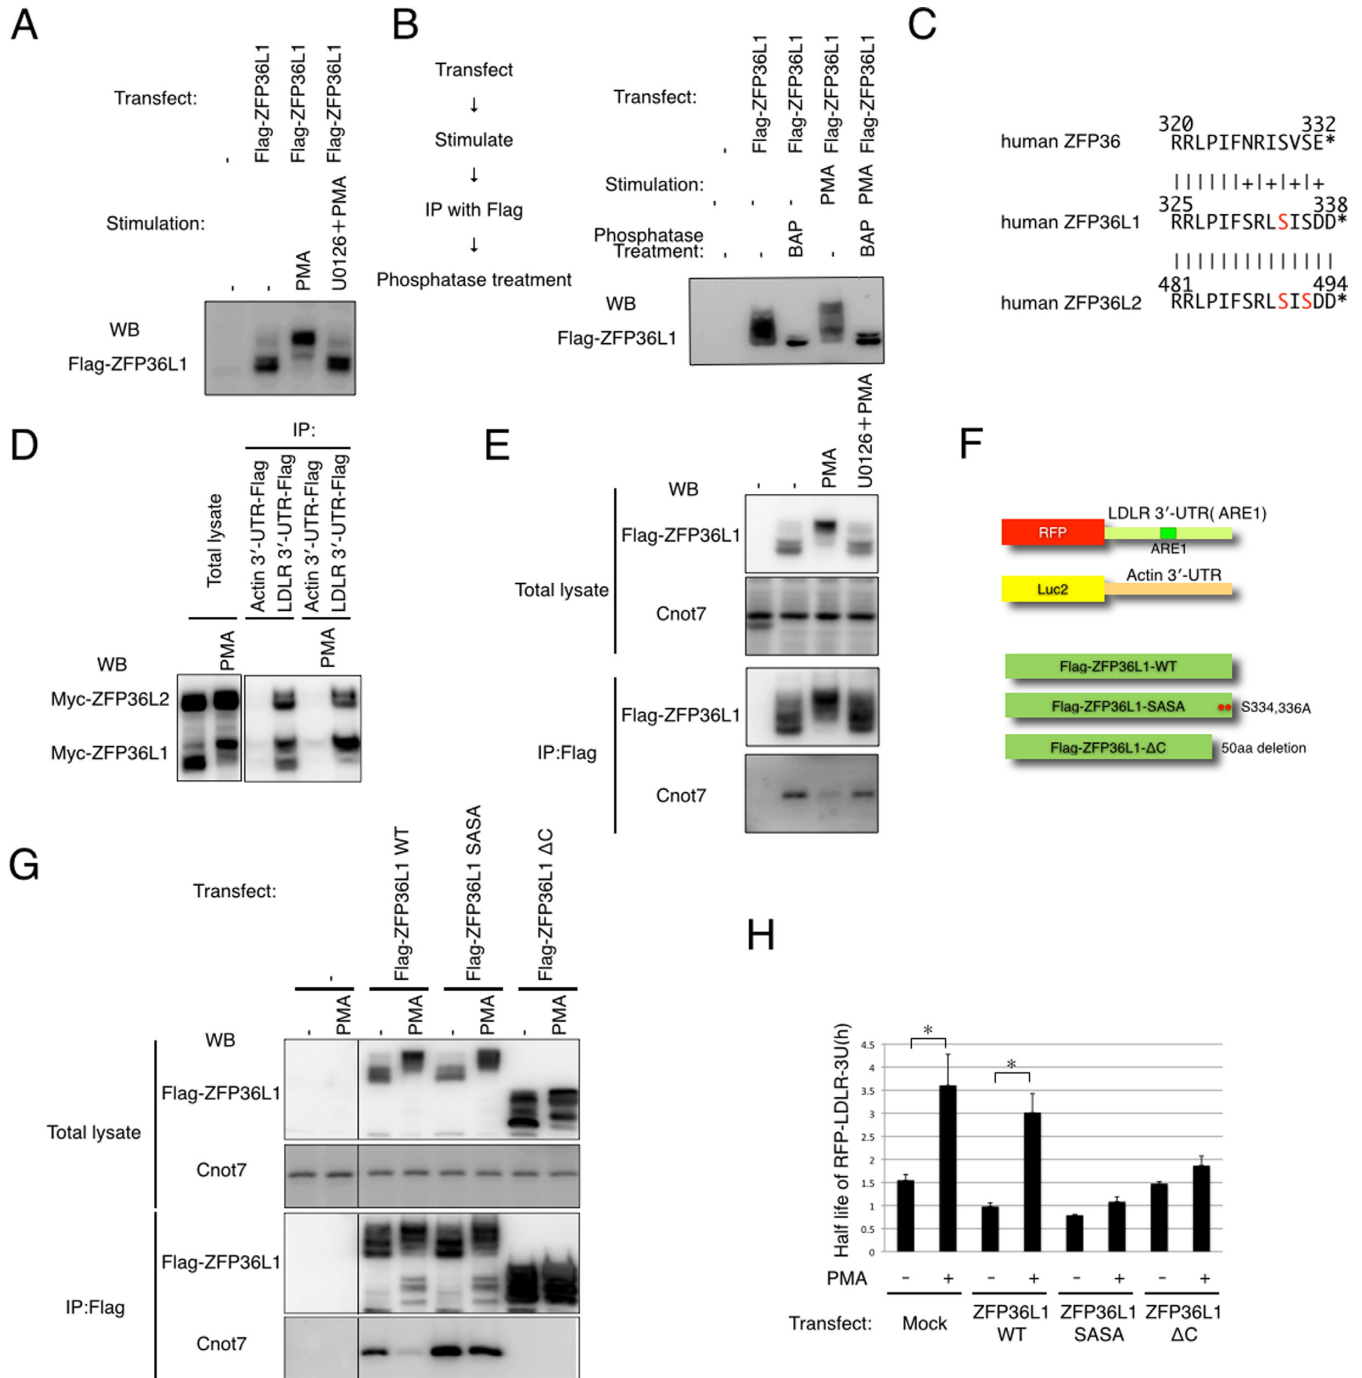 A
Transfect:
-
Flag-ZFP36L1
Flag-ZFP36L1
Flag-ZFP36L1
Stimulation:
-
-
PMA
U0126+PMA
WB
Flag-ZFP36L1
B
Transfect
↓
Stimulate
↓
IP with Flag
↓
Phosphatase treatment
Transfect:
-
Flag-ZFP36L1
Flag-ZFP36L1
Flag-ZFP36L1
Flag-ZFP36L1
Stimulation:
-
-
-
PMA
PMA
Phosphatase
Treatment:
-
-
BAP
-
BAP
WB
Flag-ZFP36L1
C
320 332
human ZFP36 RRLPIFNRISVSE*
||||||+|+|+|+
325 338
human ZFP36L1 RRLPIFSRLSISDD*
||||||||||||||
481 494
human ZFP36L2 RRLPIFSRLSISDD*
D
IP:
Total lysate
Actin 3′-UTR-Flag
LDLR 3′-UTR-Flag
Actin 3′-UTR-Flag
LDLR 3′-UTR-Flag
PMA
PMA
WB
Myc-ZFP36L2
Myc-ZFP36L1
E
-
-
PMA
U0126+PMA
WB
Flag-ZFP36L1
Total lysate
Cnot7
Flag-ZFP36L1
IP:Flag
Cnot7
F
LDLR 3′-UTR( ARE1)
RFP
ARE1
Actin 3′-UTR
Luc2
Flag-ZFP36L1-WT
Flag-ZFP36L1-SASA S334,336A
Flag-ZFP36L1-ΔC 50aa deletion
G
Transfect:
-
Flag-ZFP36L1 WT
Flag-ZFP36L1 SASA
Flag-ZFP36L1 ΔC
-
PMA
-
PMA
-
PMA
-
PMA
WB
Flag-ZFP36L1
Total lysate
Cnot7
Flag-ZFP36L1
IP:Flag
Cnot7
H
Half life of RFP-LDLR-3U(h)
4.5
4
3.5
3
2.5
2
1.5
1
0.5
0
*
*
PMA - + - + - + - +
Transfect: Mock ZFP36L1 WT ZFP36L1 SASA ZFP36L1 ΔC